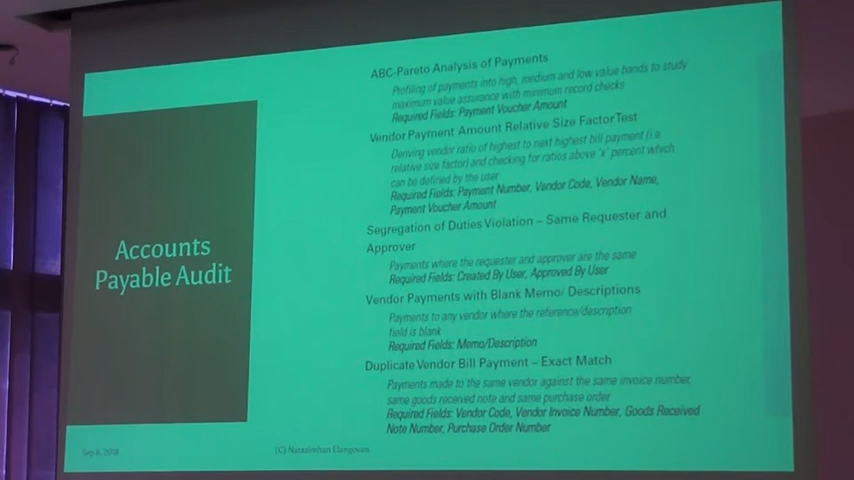 Accounts
Payable Audit
ABC-Pareto Analysis of Payments
Profiling of payments into high, medium and low value bands to study
maximum value assurance with minimum record checks
Required Fields: Payment Voucher Amount
Vendor Payment Amount Relative Size Factor Test
Deriving vendor ratio of highest to next highest bill payment (i.e.
relative size factor) and checking for ratios above "x" percent which
can be defined by the user
Required Fields: Payment Number, Vendor Code, Vendor Name,
Payment Voucher Amount
Segregation of Duties Violation – Same Requester and
Approver
Payments where the requester and approver are the same
Required Fields: Created By User, Approved By User
Vendor Payments with Blank Memo/ Descriptions
Payments to any vendor where the reference/description
field is blank
Required Fields: Memo/Description
Duplicate Vendor Bill Payment – Exact Match
Payments made to the same vendor against the same invoice number,
same goods received note and same purchase order
Required Fields: Vendor Code, Vendor Invoice Number, Goods Received
Note Number, Purchase Order Number
Sep 8, 2018
(C) Elangovan